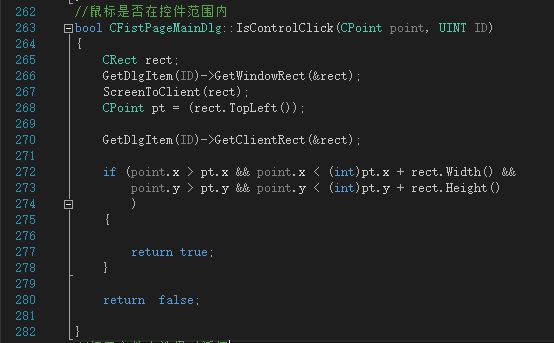 262 //鼠标是否在控件范围内
263 bool CFistPageMainDlg::IsControlClick(CPoint point, UINT ID)
264 {
265 CRect rect;
266 GetDlgItem(ID)->GetWindowRect(&rect);
267 ScreenToClient(rect);
268 CPoint pt = (rect.TopLeft());
269
270 GetDlgItem(ID)->GetClientRect(&rect);
271
272 if (point.x > pt.x && point.x < (int)pt.x + rect.Width() &&
273 point.y > pt.y && point.y < (int)pt.y + rect.Height()
274 )
275 {
276
277 return true;
278 }
279
280 return  false;
281
282 }